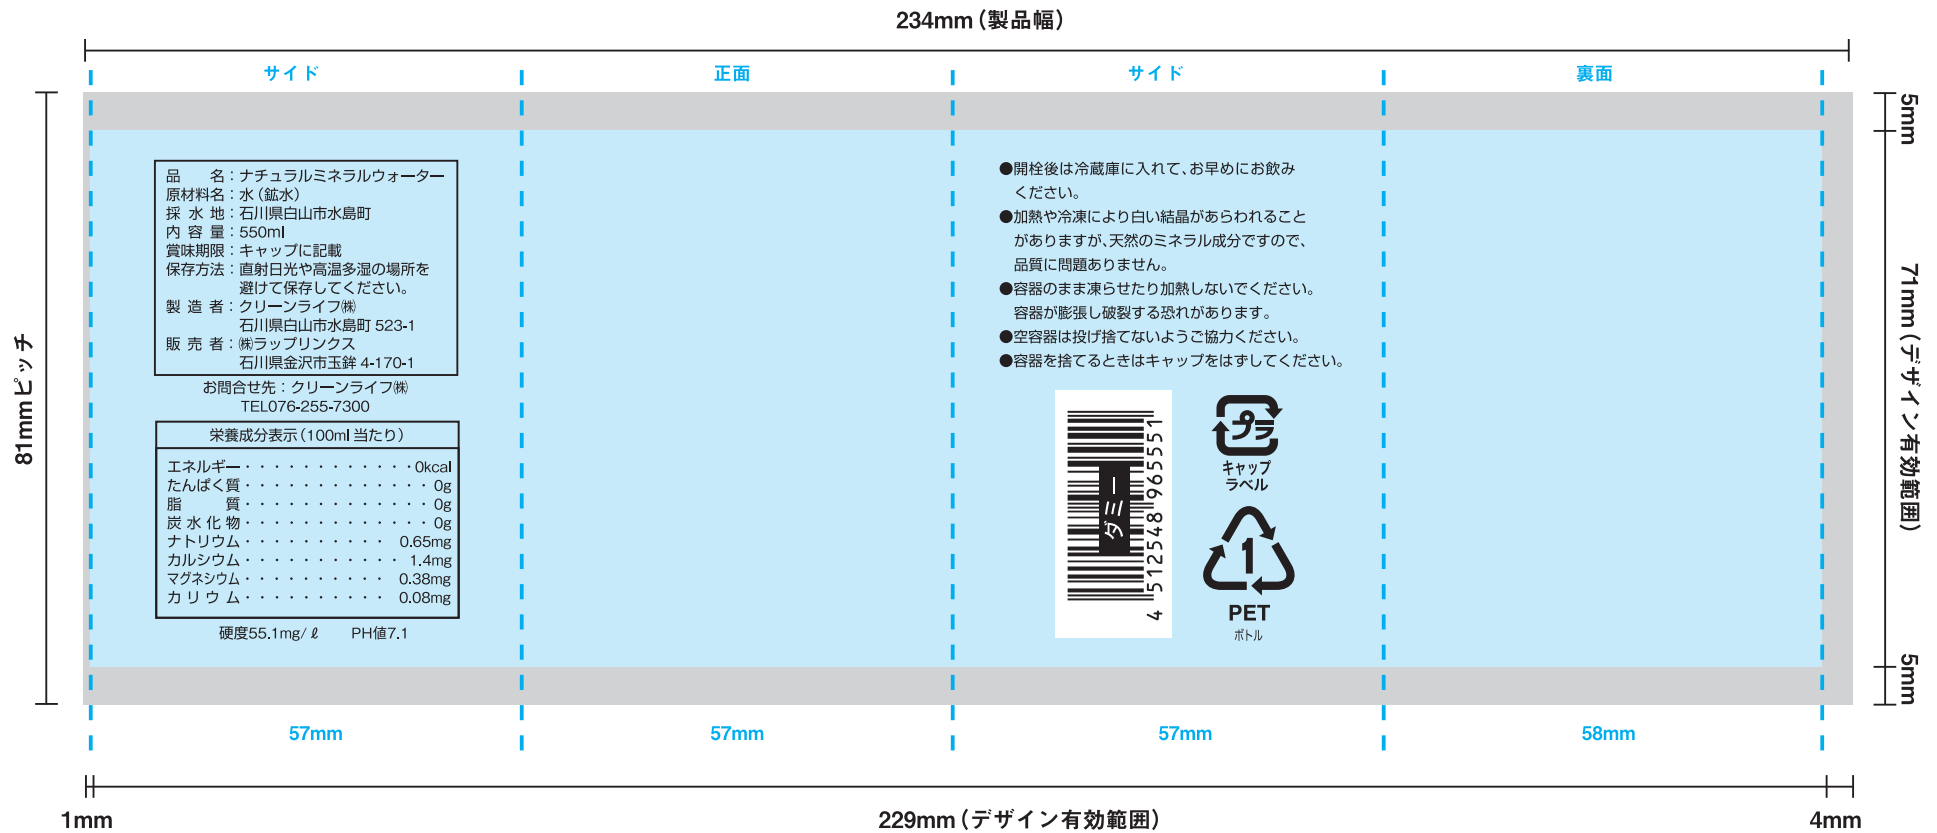 234mm（製品幅）
サイド
正面
サイド
裏面
5mm
71mm（デザイン有効範囲）
5mm
81mmピッチ
品　　名：ナチュラルミネラルウォーター
原材料名：水（鉱水）
採 水 地：石川県白山市水島町
内 容 量：550ml
賞味期限：キャップに記載
保存方法：直射日光や高温多湿の場所を
避けて保存してください。
製 造 者：クリーンライフ㈱
石川県白山市水島町 523-1
販 売 者：㈱ラップリンクス
石川県金沢市玉鉾 4-170-1
お問合せ先：クリーンライフ㈱
TEL076-255-7300
栄養成分表示（100ml 当たり）
エネルギー・・・・・・・・・・・・0kcal
たんぱく質・・・・・・・・・・・・・0g
脂　　質・・・・・・・・・・・・・0g
炭 水 化 物・・・・・・・・・・・・・0g
ナトリウム・・・・・・・・・・0.65mg
カルシウム・・・・・・・・・・・1.4mg
マグネシウム・・・・・・・・・・0.38mg
カ リ ウ ム・・・・・・・・・・0.08mg
硬度55.1mg/ℓ　PH値7.1
●開栓後は冷蔵庫に入れて、お早めにお飲み
ください。
●加熱や冷凍により白い結晶があらわれること
がありますが、天然のミネラル成分ですので、
品質に問題ありません。
●容器のまま凍らせたり加熱しないでください。
容器が膨張し破裂する恐れがあります。
●空容器は投げ捨てないようご協力ください。
●容器を捨てるときはキャップをはずしてください。
ダミー
4 512548 965551
プラ
キャップ
ラベル
1
PET
ボトル
57mm
57mm
57mm
58mm
1mm
229mm（デザイン有効範囲）
4mm